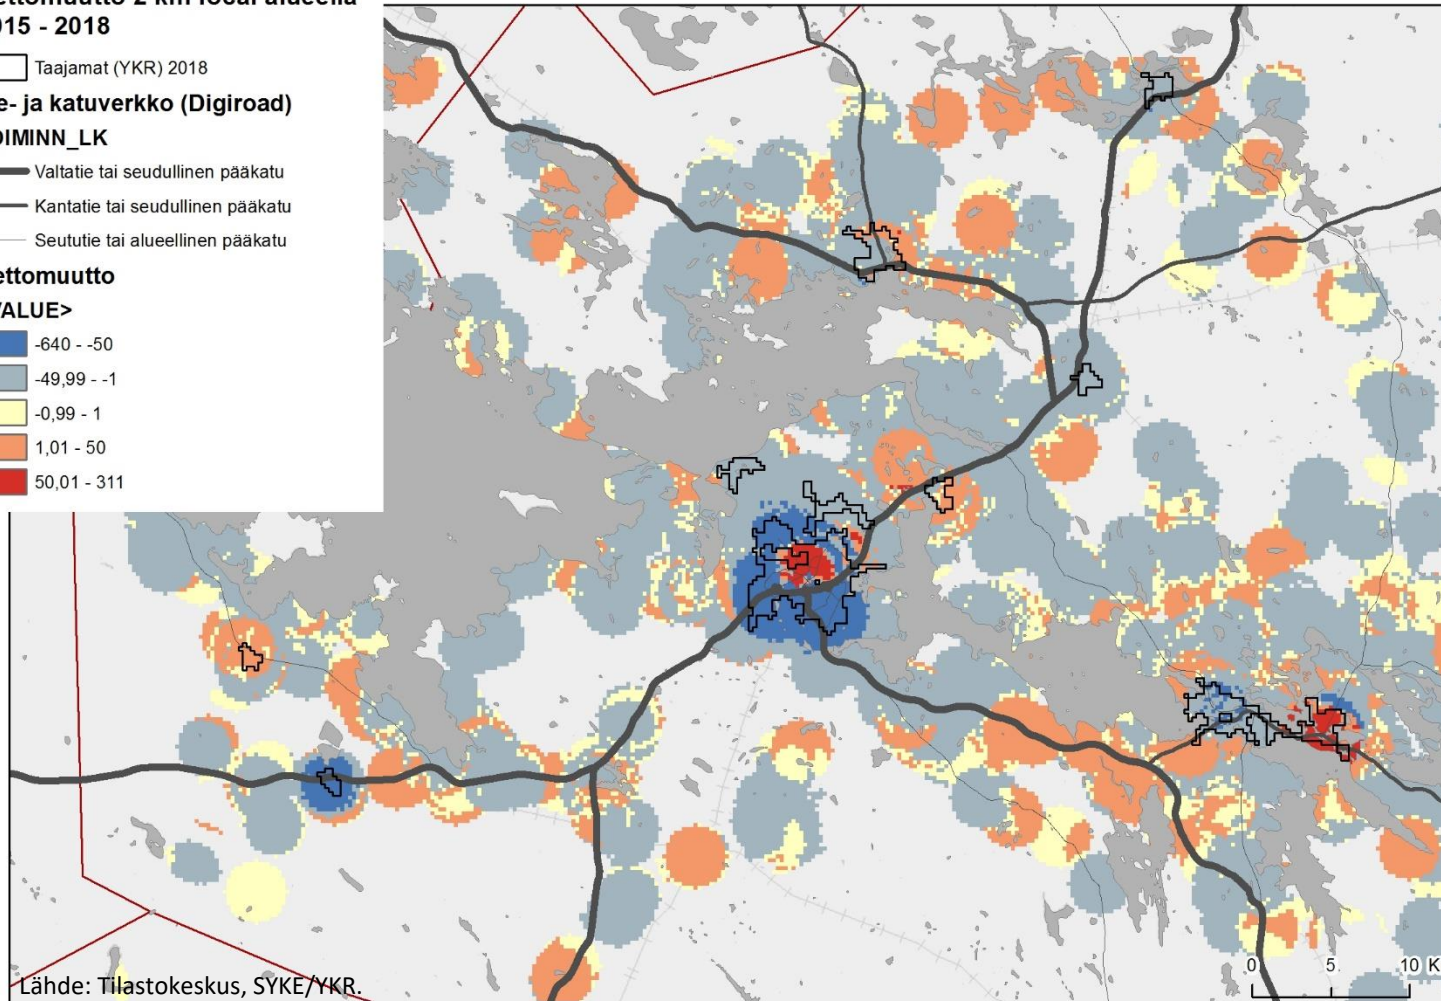 ettomuutto 2 km focal alueella
015 - 2018
Taajamat (YKR) 2018
e- ja katuverkko (Digiroad)
OIMINN_LK
Valtatie tai seudullinen pääkatu
Kantatie tai seudullinen pääkatu
Seututie tai alueellinen pääkatu
ettomuutto
VALUE>
-640 - -50
-49,99 - -1
-0,99 - 1
1,01 - 50
50,01 - 311
0 5 10 K
Lähde: Tilastokeskus, SYKE/YKR.